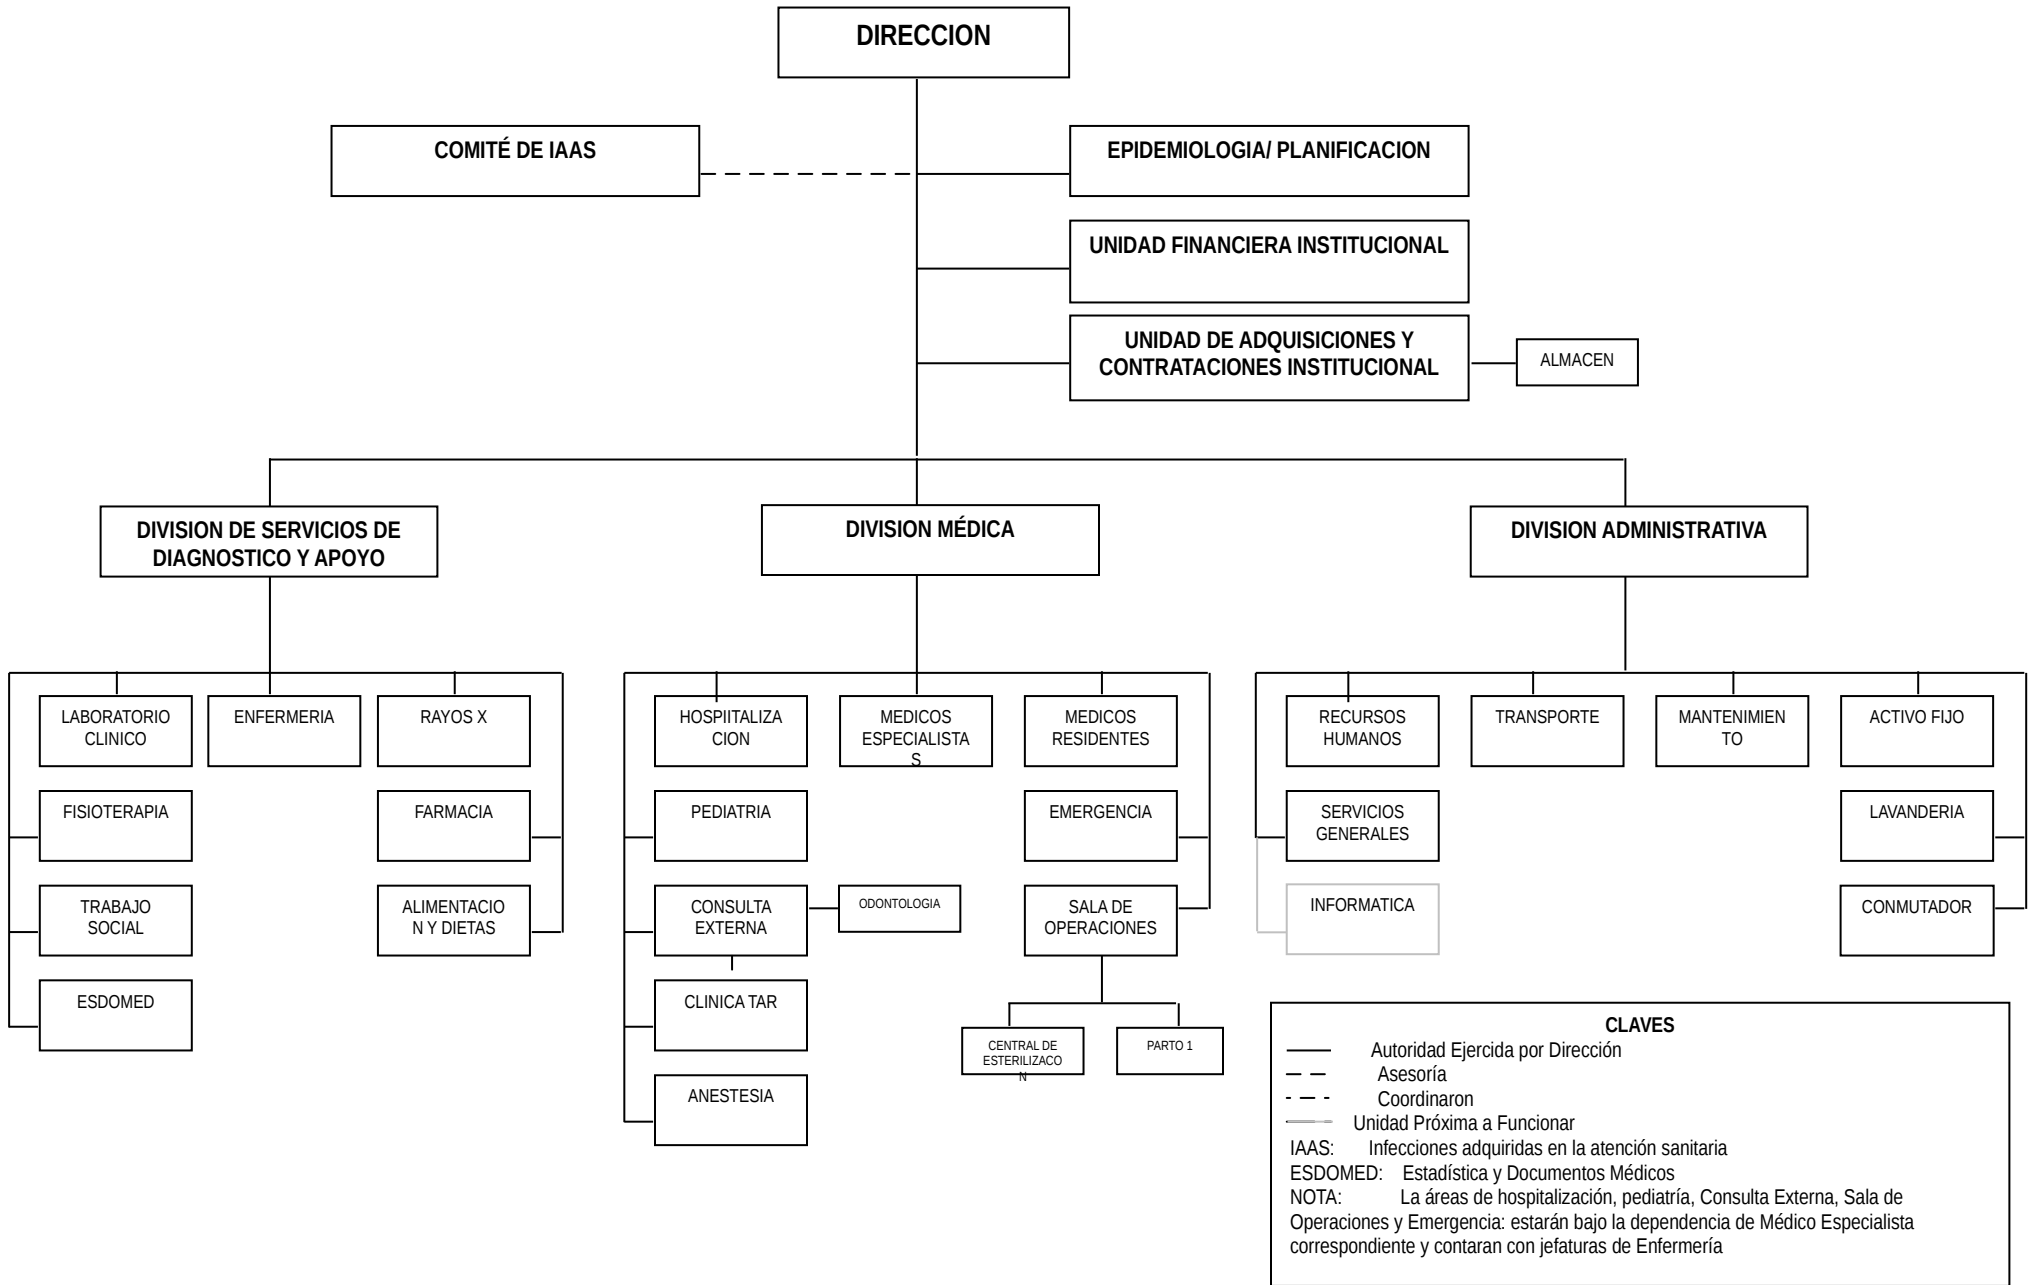 DIRECCION
COMITÉ DE IAAS
EPIDEMIOLOGIA/ PLANIFICACION
UNIDAD FINANCIERA INSTITUCIONAL
UNIDAD DE ADQUISICIONES Y
CONTRATACIONES INSTITUCIONAL
ALMACEN
DIVISION DE SERVICIOS DE
DIAGNOSTICO Y APOYO
DIVISION MÉDICA
DIVISION ADMINISTRATIVA
LABORATORIO
CLINICO
ENFERMERIA
RAYOS X
HOSPIITALIZA
CION
MEDICOS
ESPECIALISTA
S
MEDICOS
RESIDENTES
RECURSOS
HUMANOS
TRANSPORTE
MANTENIMIEN
TO
ACTIVO FIJO
FISIOTERAPIA
FARMACIA
PEDIATRIA
EMERGENCIA
SERVICIOS
GENERALES
LAVANDERIA
TRABAJO
SOCIAL
ALIMENTACIO
N Y DIETAS
CONSULTA
EXTERNA
ODONTOLOGIA
SALA DE
OPERACIONES
INFORMATICA
CONMUTADOR
ESDOMED
CLINICA TAR
CENTRAL DE
ESTERILIZACO
N
PARTO 1
ANESTESIA
CLAVES
Autoridad Ejercida por Dirección
Asesoría
Coordinaron
Unidad Próxima a Funcionar
IAAS: Infecciones adquiridas en la atención sanitaria
ESDOMED: Estadística y Documentos Médicos
NOTA: La áreas de hospitalización, pediatría, Consulta Externa, Sala de
Operaciones y Emergencia: estarán bajo la dependencia de Médico Especialista
correspondiente y contaran con jefaturas de Enfermería